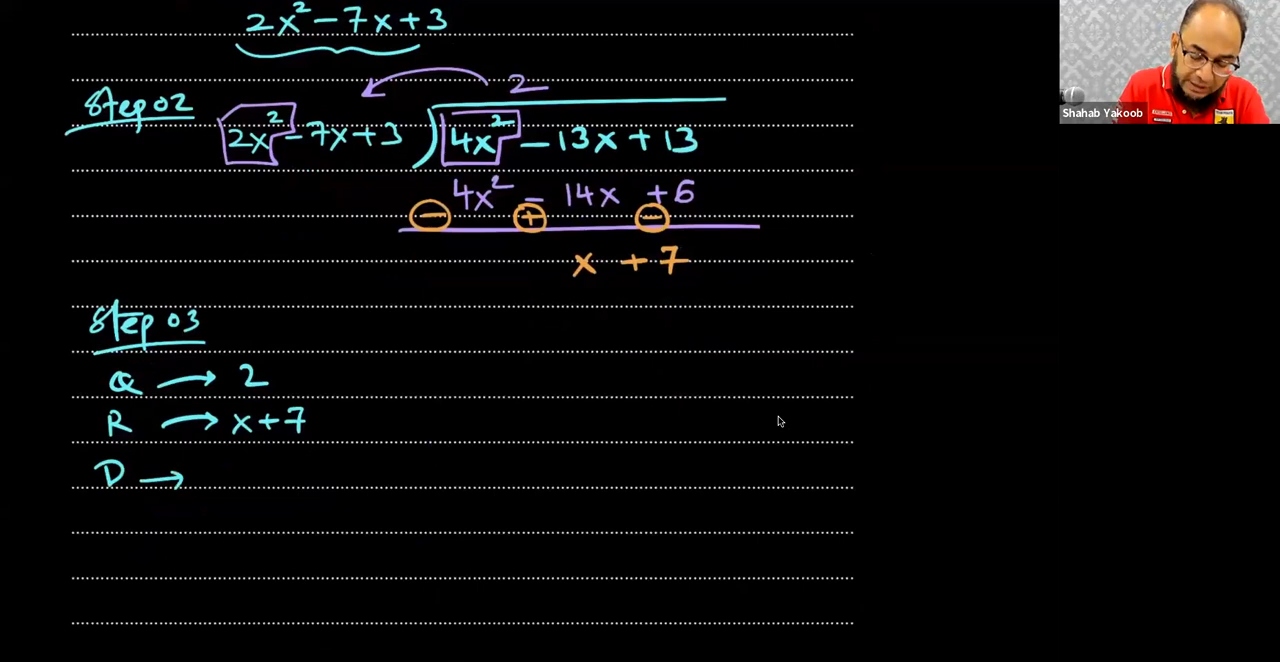 2x² - 7x + 3
Shahab Yakoob
Step 02
2
2x² - 7x + 3 ) 4x² - 13x + 13
4x² - 14x + 6
- + -
x + 7
Step 03
Q → 2
R → x + 7
D →